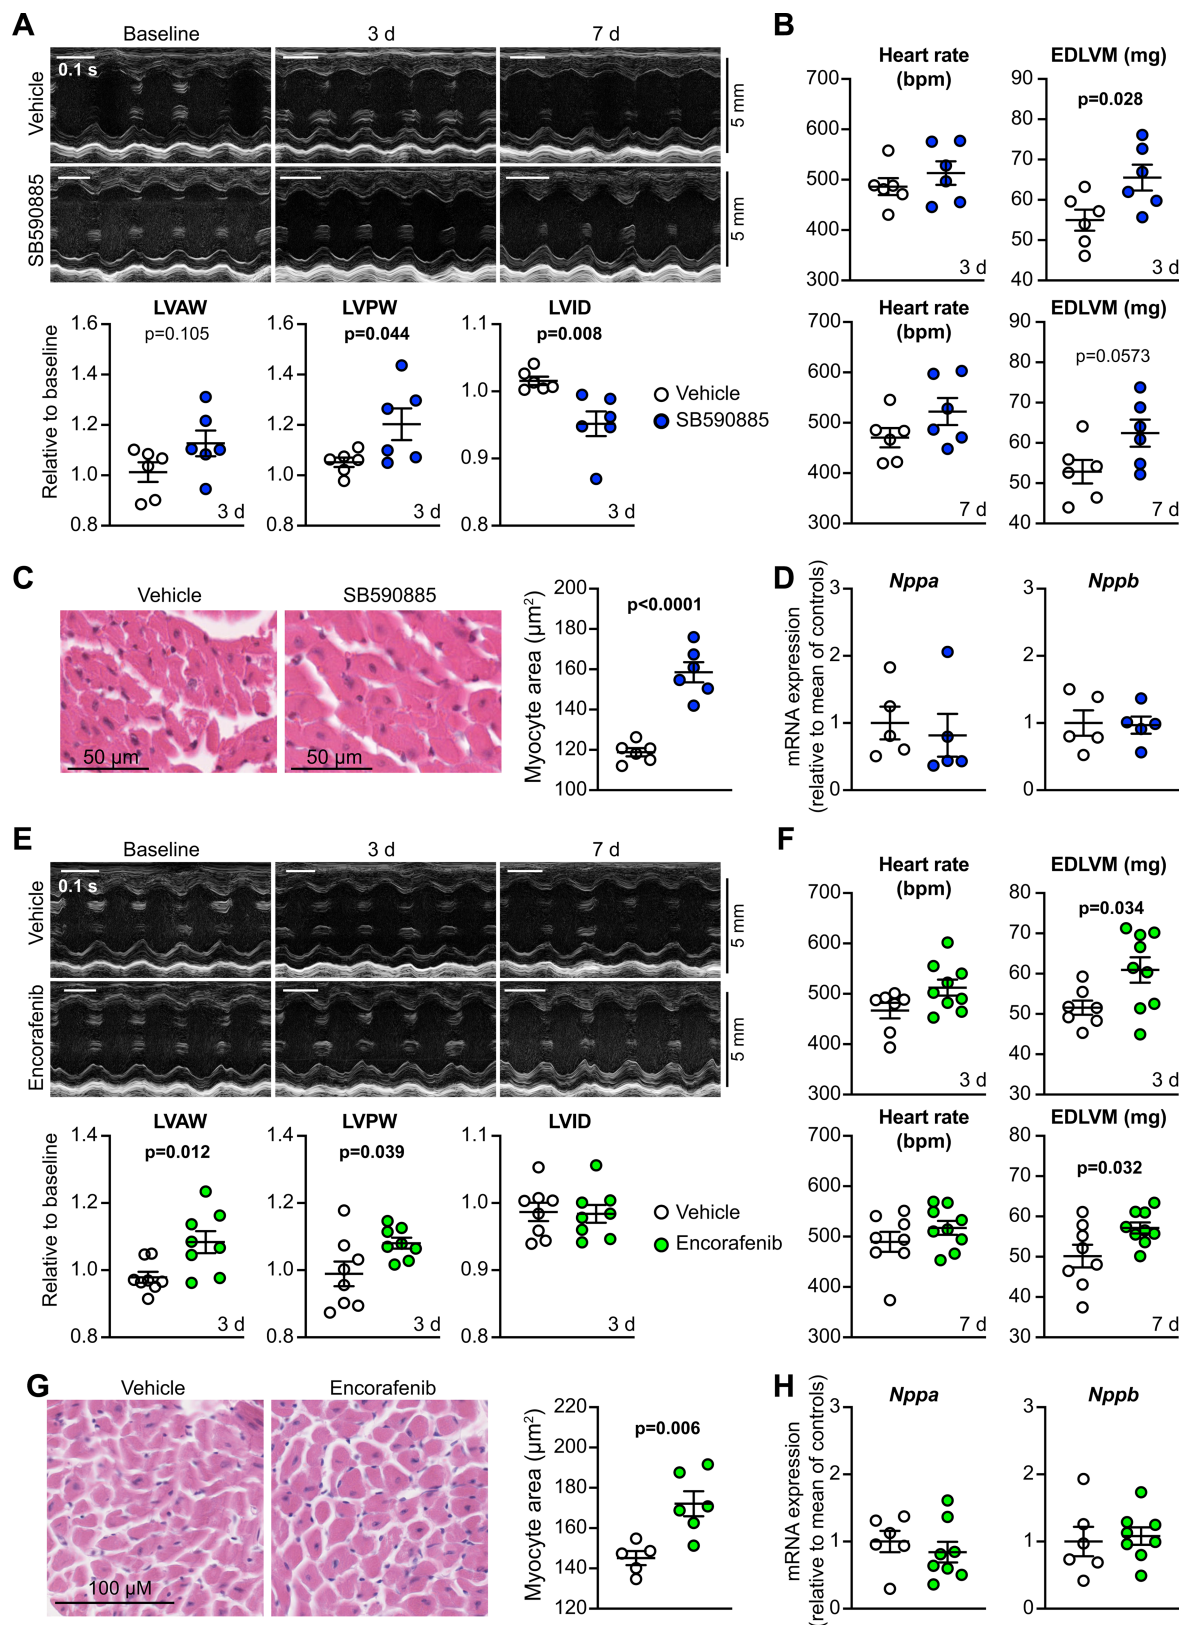 A
Baseline
3 d
7 d
0.1 s
Vehicle
5 mm
SB590885
5 mm
LVAW
LVPW
LVID
Relative to baseline
1.6
1.4
1.2
1.0
0.8
p=0.105
3 d
1.6
1.4
1.2
1.0
0.8
p=0.044
3 d
1.1
1.0
0.9
0.8
p=0.008
3 d
Vehicle
SB590885
B
Heart rate
(bpm)
700
600
500
400
300
3 d
EDLVM (mg)
90
80
70
60
50
40
p=0.028
3 d
Heart rate
(bpm)
700
600
500
400
300
7 d
EDLVM (mg)
90
80
70
60
50
40
p=0.0573
7 d
C
Vehicle
SB590885
50 µm
50 µm
Myocyte area (µm²)
200
180
160
140
120
100
p<0.0001
D
mRNA expression
(relative to mean of controls)
Nppa
3
2
1
0
Nppb
3
2
1
0
E
Baseline
3 d
7 d
0.1 s
Vehicle
5 mm
Encorafenib
5 mm
LVAW
LVPW
LVID
Relative to baseline
1.4
1.2
1.0
0.8
p=0.012
3 d
1.4
1.2
1.0
0.8
p=0.039
3 d
1.1
1.0
0.9
0.8
3 d
Vehicle
Encorafenib
F
Heart rate
(bpm)
700
600
500
400
300
3 d
EDLVM (mg)
80
70
60
50
40
30
p=0.034
3 d
Heart rate
(bpm)
700
600
500
400
300
7 d
EDLVM (mg)
80
70
60
50
40
30
p=0.032
7 d
G
Vehicle
Encorafenib
100 µM
Myocyte area (µm²)
220
200
180
160
140
120
p=0.006
H
mRNA expression
(relative to mean of controls)
Nppa
3
2
1
0
Nppb
3
2
1
0